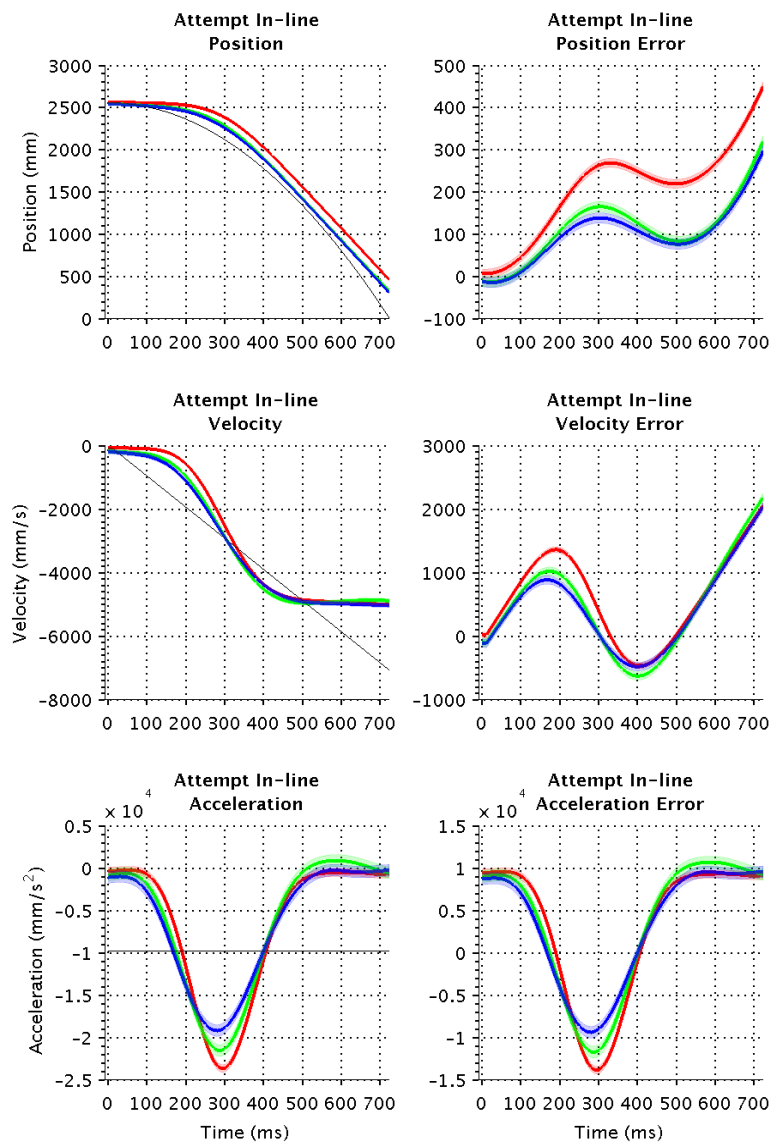 Attempt In-line
Position
Attempt In-line
Position Error
3000
2500
2000
1500
1000
500
0
Position (mm)
0 100 200 300 400 500 600 700
500
400
300
200
100
0
−100
0 100 200 300 400 500 600 700
Attempt In-line
Velocity
Attempt In-line
Velocity Error
0
−2000
−4000
−6000
−8000
Velocity (mm/s)
0 100 200 300 400 500 600 700
3000
2000
1000
0
−1000
0 100 200 300 400 500 600 700
Attempt In-line
Acceleration
Attempt In-line
Acceleration Error
× 10⁴
0.5
0
−0.5
−1
−1.5
−2
−2.5
Acceleration (mm/s²)
0 100 200 300 400 500 600 700
Time (ms)
× 10⁴
1.5
1
0.5
0
−0.5
−1
−1.5
0 100 200 300 400 500 600 700
Time (ms)